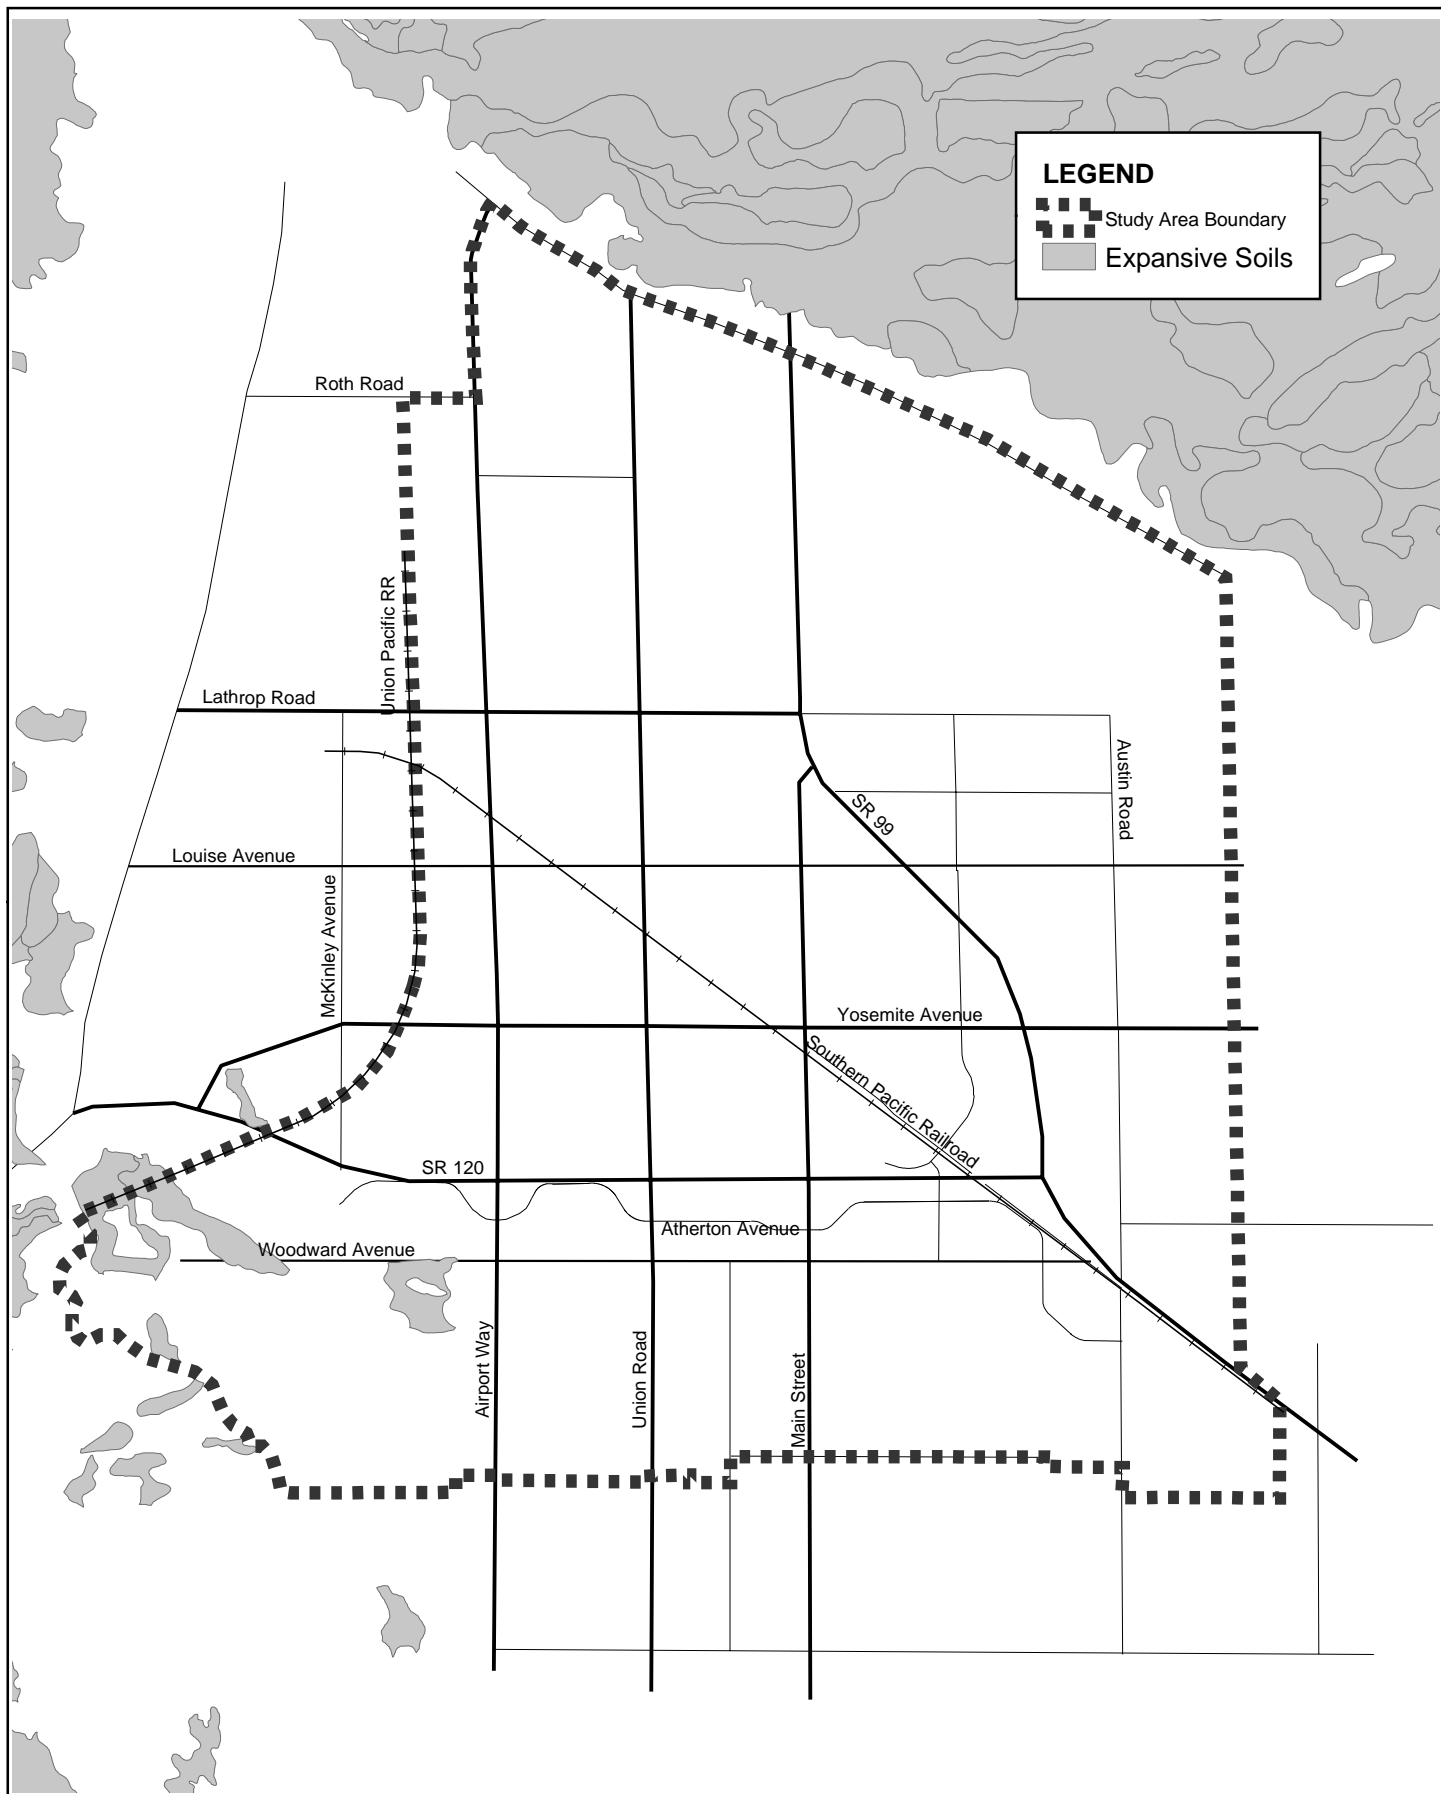 LEGEND
Study Area Boundary
Expansive Soils
Roth Road
Union Pacific RR
Lathrop Road
Austin Road
SR 99
Louise Avenue
McKinley Avenue
Yosemite Avenue
Southern Pacific Railroad
SR 120
Atherton Avenue
Woodward Avenue
Airport Way
Union Road
Main Street